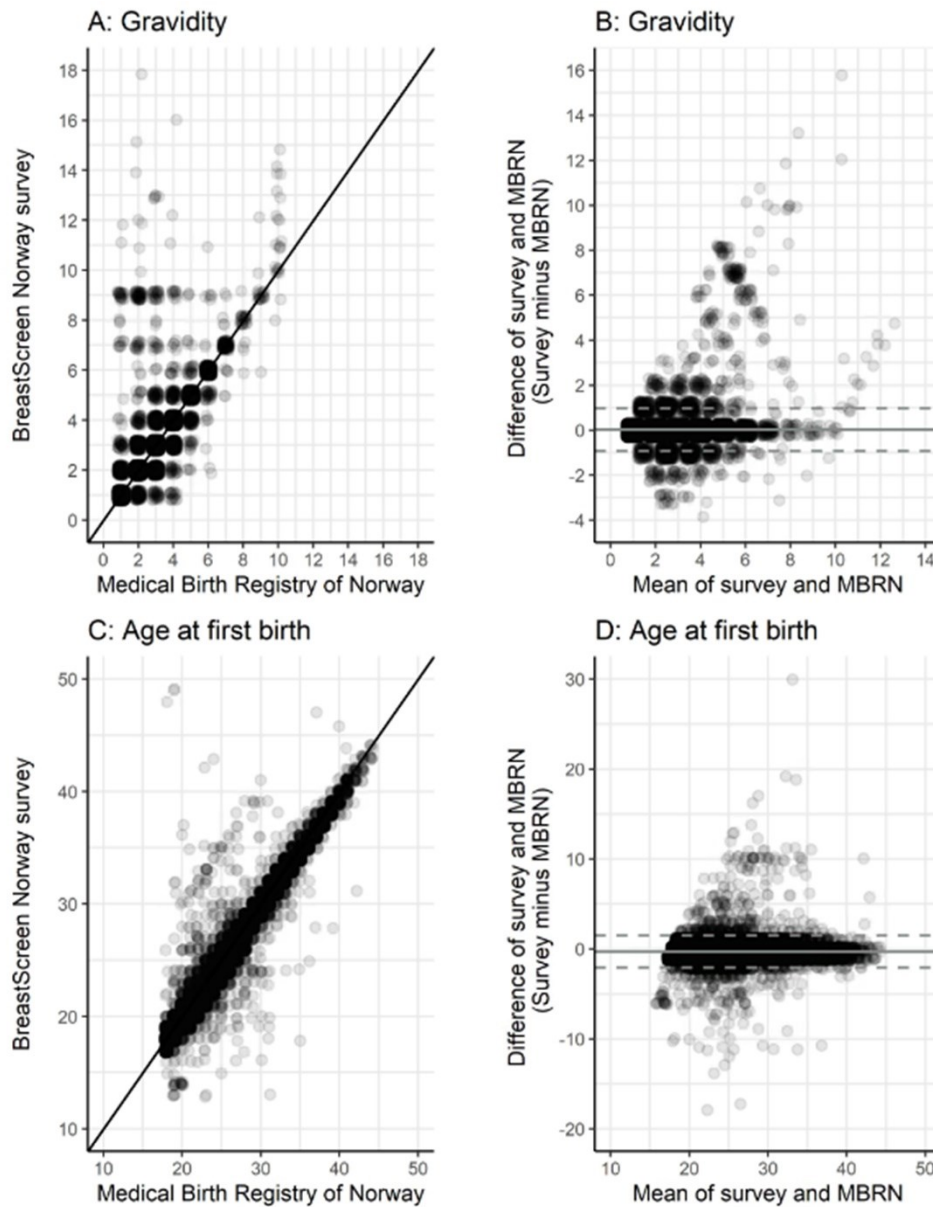 A: Gravidity
18
16
14
12
10
8
6
4
2
0
BreastScreen Norway survey
0 2 4 6 8 10 12 14 16 18
Medical Birth Registry of Norway
B: Gravidity
16
14
12
10
8
6
4
2
0
-2
-4
Difference of survey and MBRN
(Survey minus MBRN)
0 2 4 6 8 10 12 14
Mean of survey and MBRN
C: Age at first birth
50
40
30
20
10
BreastScreen Norway survey
10 20 30 40 50
Medical Birth Registry of Norway
D: Age at first birth
30
20
10
0
-10
-20
Difference of survey and MBRN
(Survey minus MBRN)
10 20 30 40 50
Mean of survey and MBRN